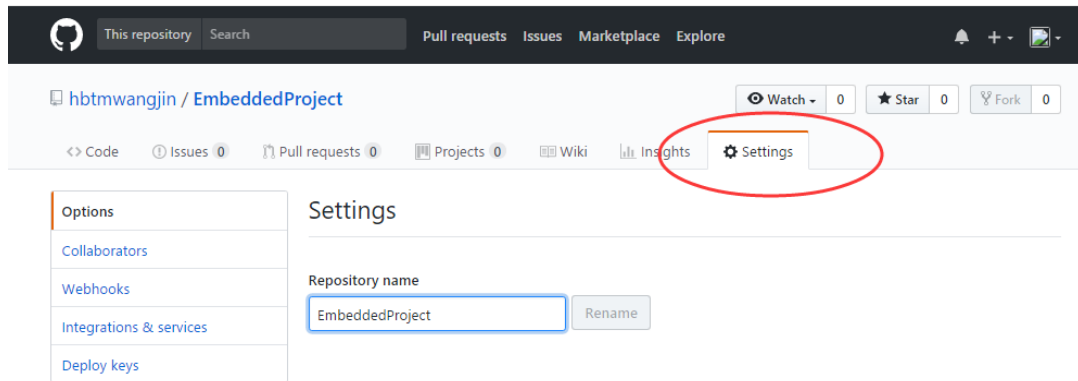 This repository Search Pull requests Issues Marketplace Explore
hbtmwangjin / EmbeddedProject Watch 0 Star 0 Fork 0
<> Code Issues 0 Pull requests 0 Projects 0 Wiki Insights Settings
Options
Collaborators
Webhooks
Integrations & services
Deploy keys
Settings
Repository name
EmbeddedProject Rename